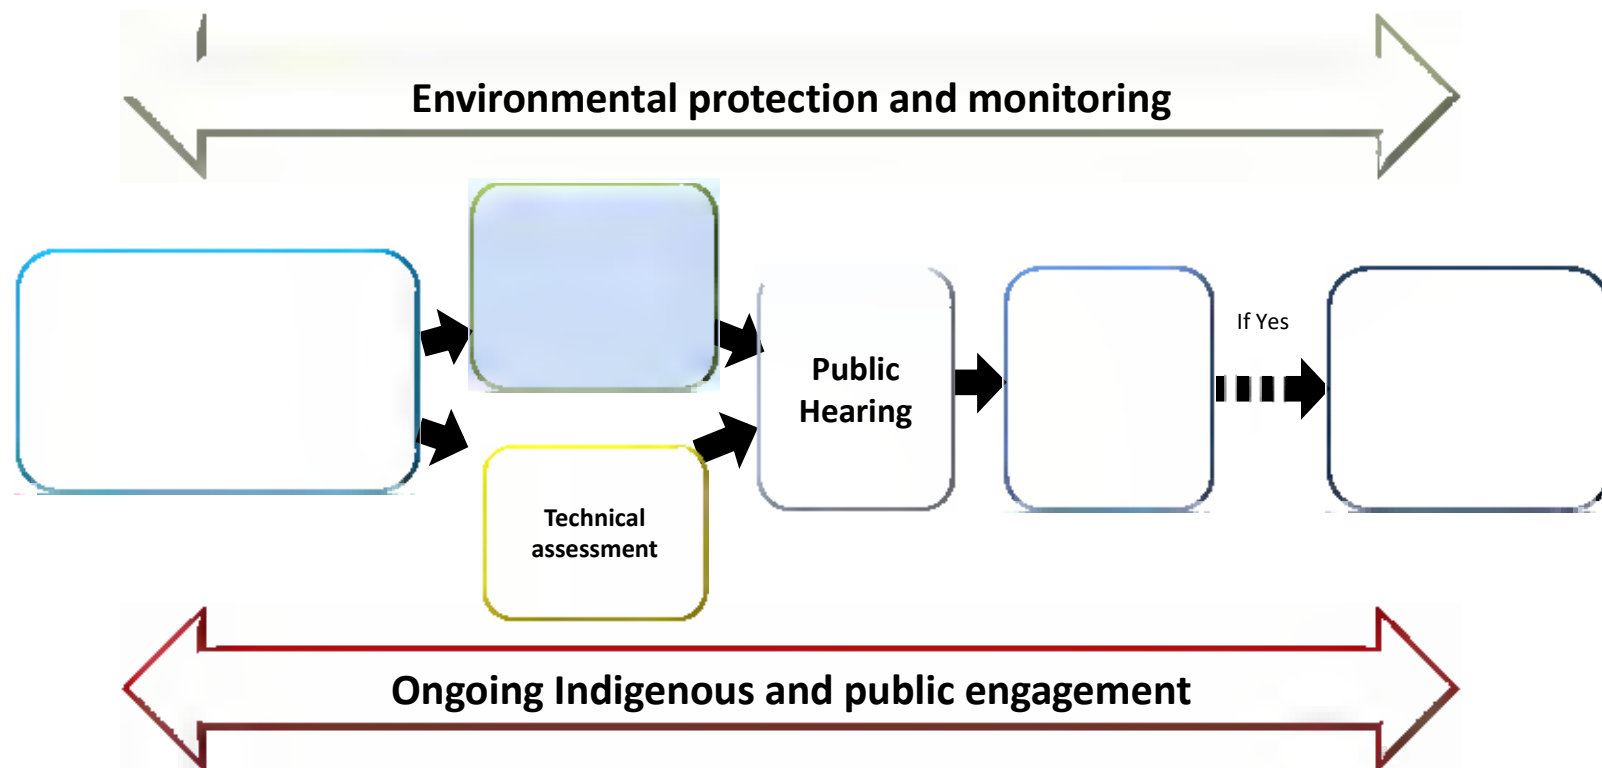 Environmental protection and monitoring
If Yes
Public
Hearing
Technical
assessment
Ongoing Indigenous and public engagement